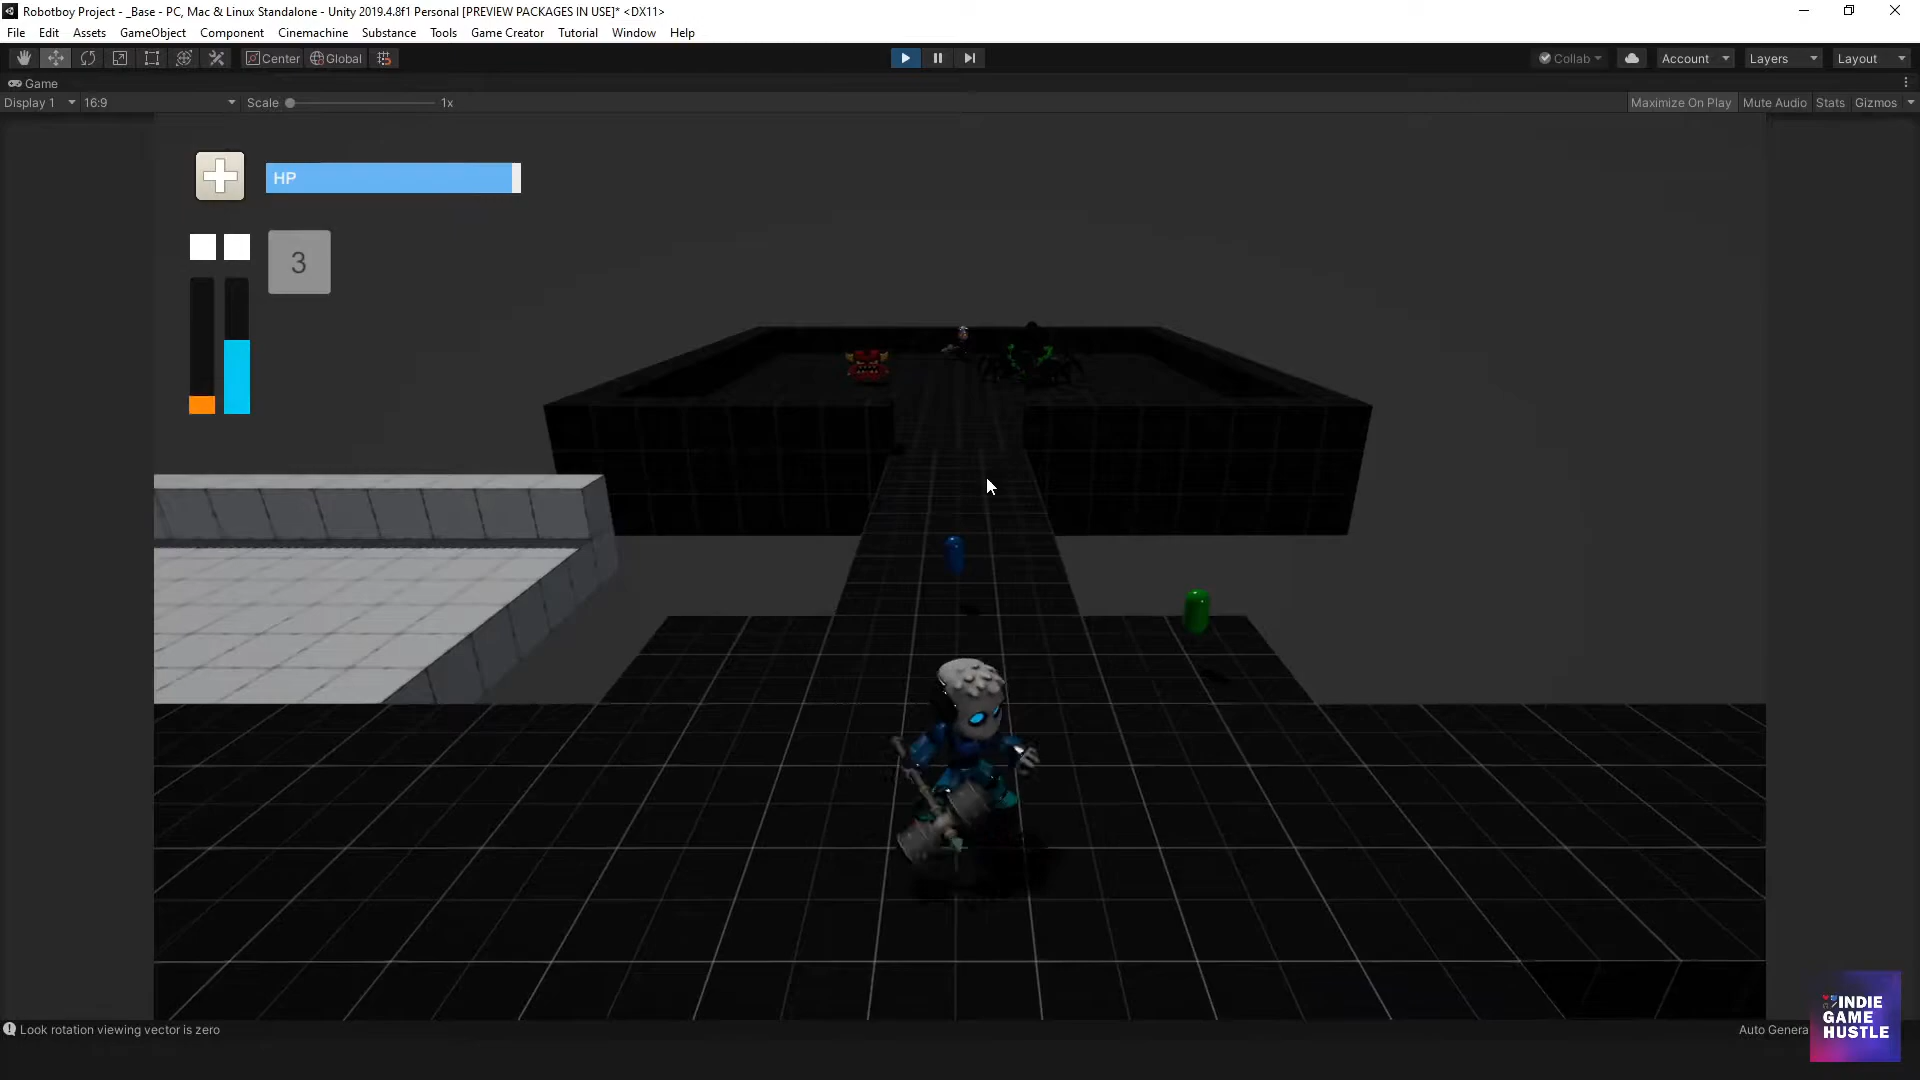 Robotboy Project - _Base - PC, Mac & Linux Standalone - Unity 2019.4.8f1 Personal [PREVIEW PACKAGES IN USE]* <DX11>
File Edit Assets GameObject Component Cinemachine Substance Tools Game Creator Tutorial Window Help
Center Global Collab Account Layers Layout
Game
Display 1 16:9 Scale 1x Maximize On Play Mute Audio Stats Gizmos
HP
3
INDIE
GAME
HUSTLE
Look rotation viewing vector is zero
Auto Genera